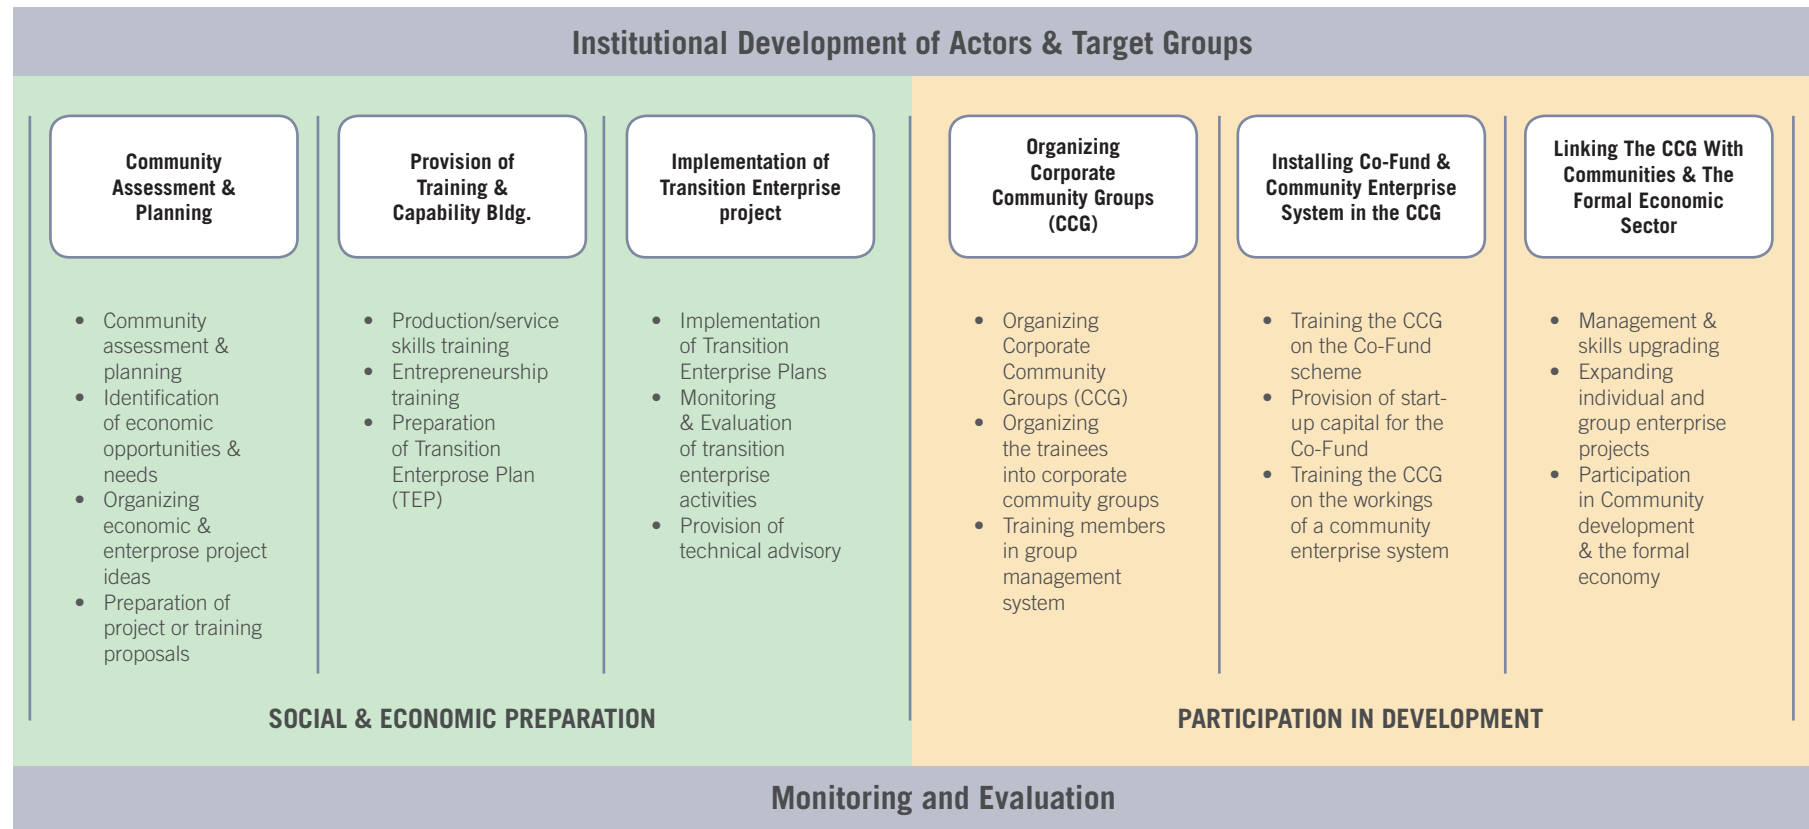 Institutional Development of Actors & Target Groups
Community
Assessment &
Planning
• Community
assessment &
planning
• Identification
of economic
opportunities &
needs
• Organizing
economic &
enterprose project
ideas
• Preparation of
project or training
proposals
Provision of
Training &
Capability Bldg.
• Production/service
skills training
• Entrepreneurship
training
• Preparation
of Transition
Enterprose Plan
(TEP)
Implementation of
Transition Enterprise
project
• Implementation
of Transition
Enterprise Plans
• Monitoring
& Evaluation
of transition
enterprise
activities
• Provision of
technical advisory
SOCIAL & ECONOMIC PREPARATION
Organizing
Corporate
Community Groups
(CCG)
• Organizing
Corporate
Community
Groups (CCG)
• Organizing
the trainees
into corporate
commuity groups
• Training members
in group
management
system
Installing Co-Fund &
Community Enterprise
System in the CCG
• Training the CCG
on the Co-Fund
scheme
• Provision of start-
up capital for the
Co-Fund
• Training the CCG
on the workings
of a community
enterprise system
Linking The CCG With
Communities & The
Formal Economic
Sector
• Management &
skills upgrading
• Expanding
individual and
group enterprise
projects
• Participation
in Community
development
& the formal
economy
PARTICIPATION IN DEVELOPMENT
Monitoring and Evaluation